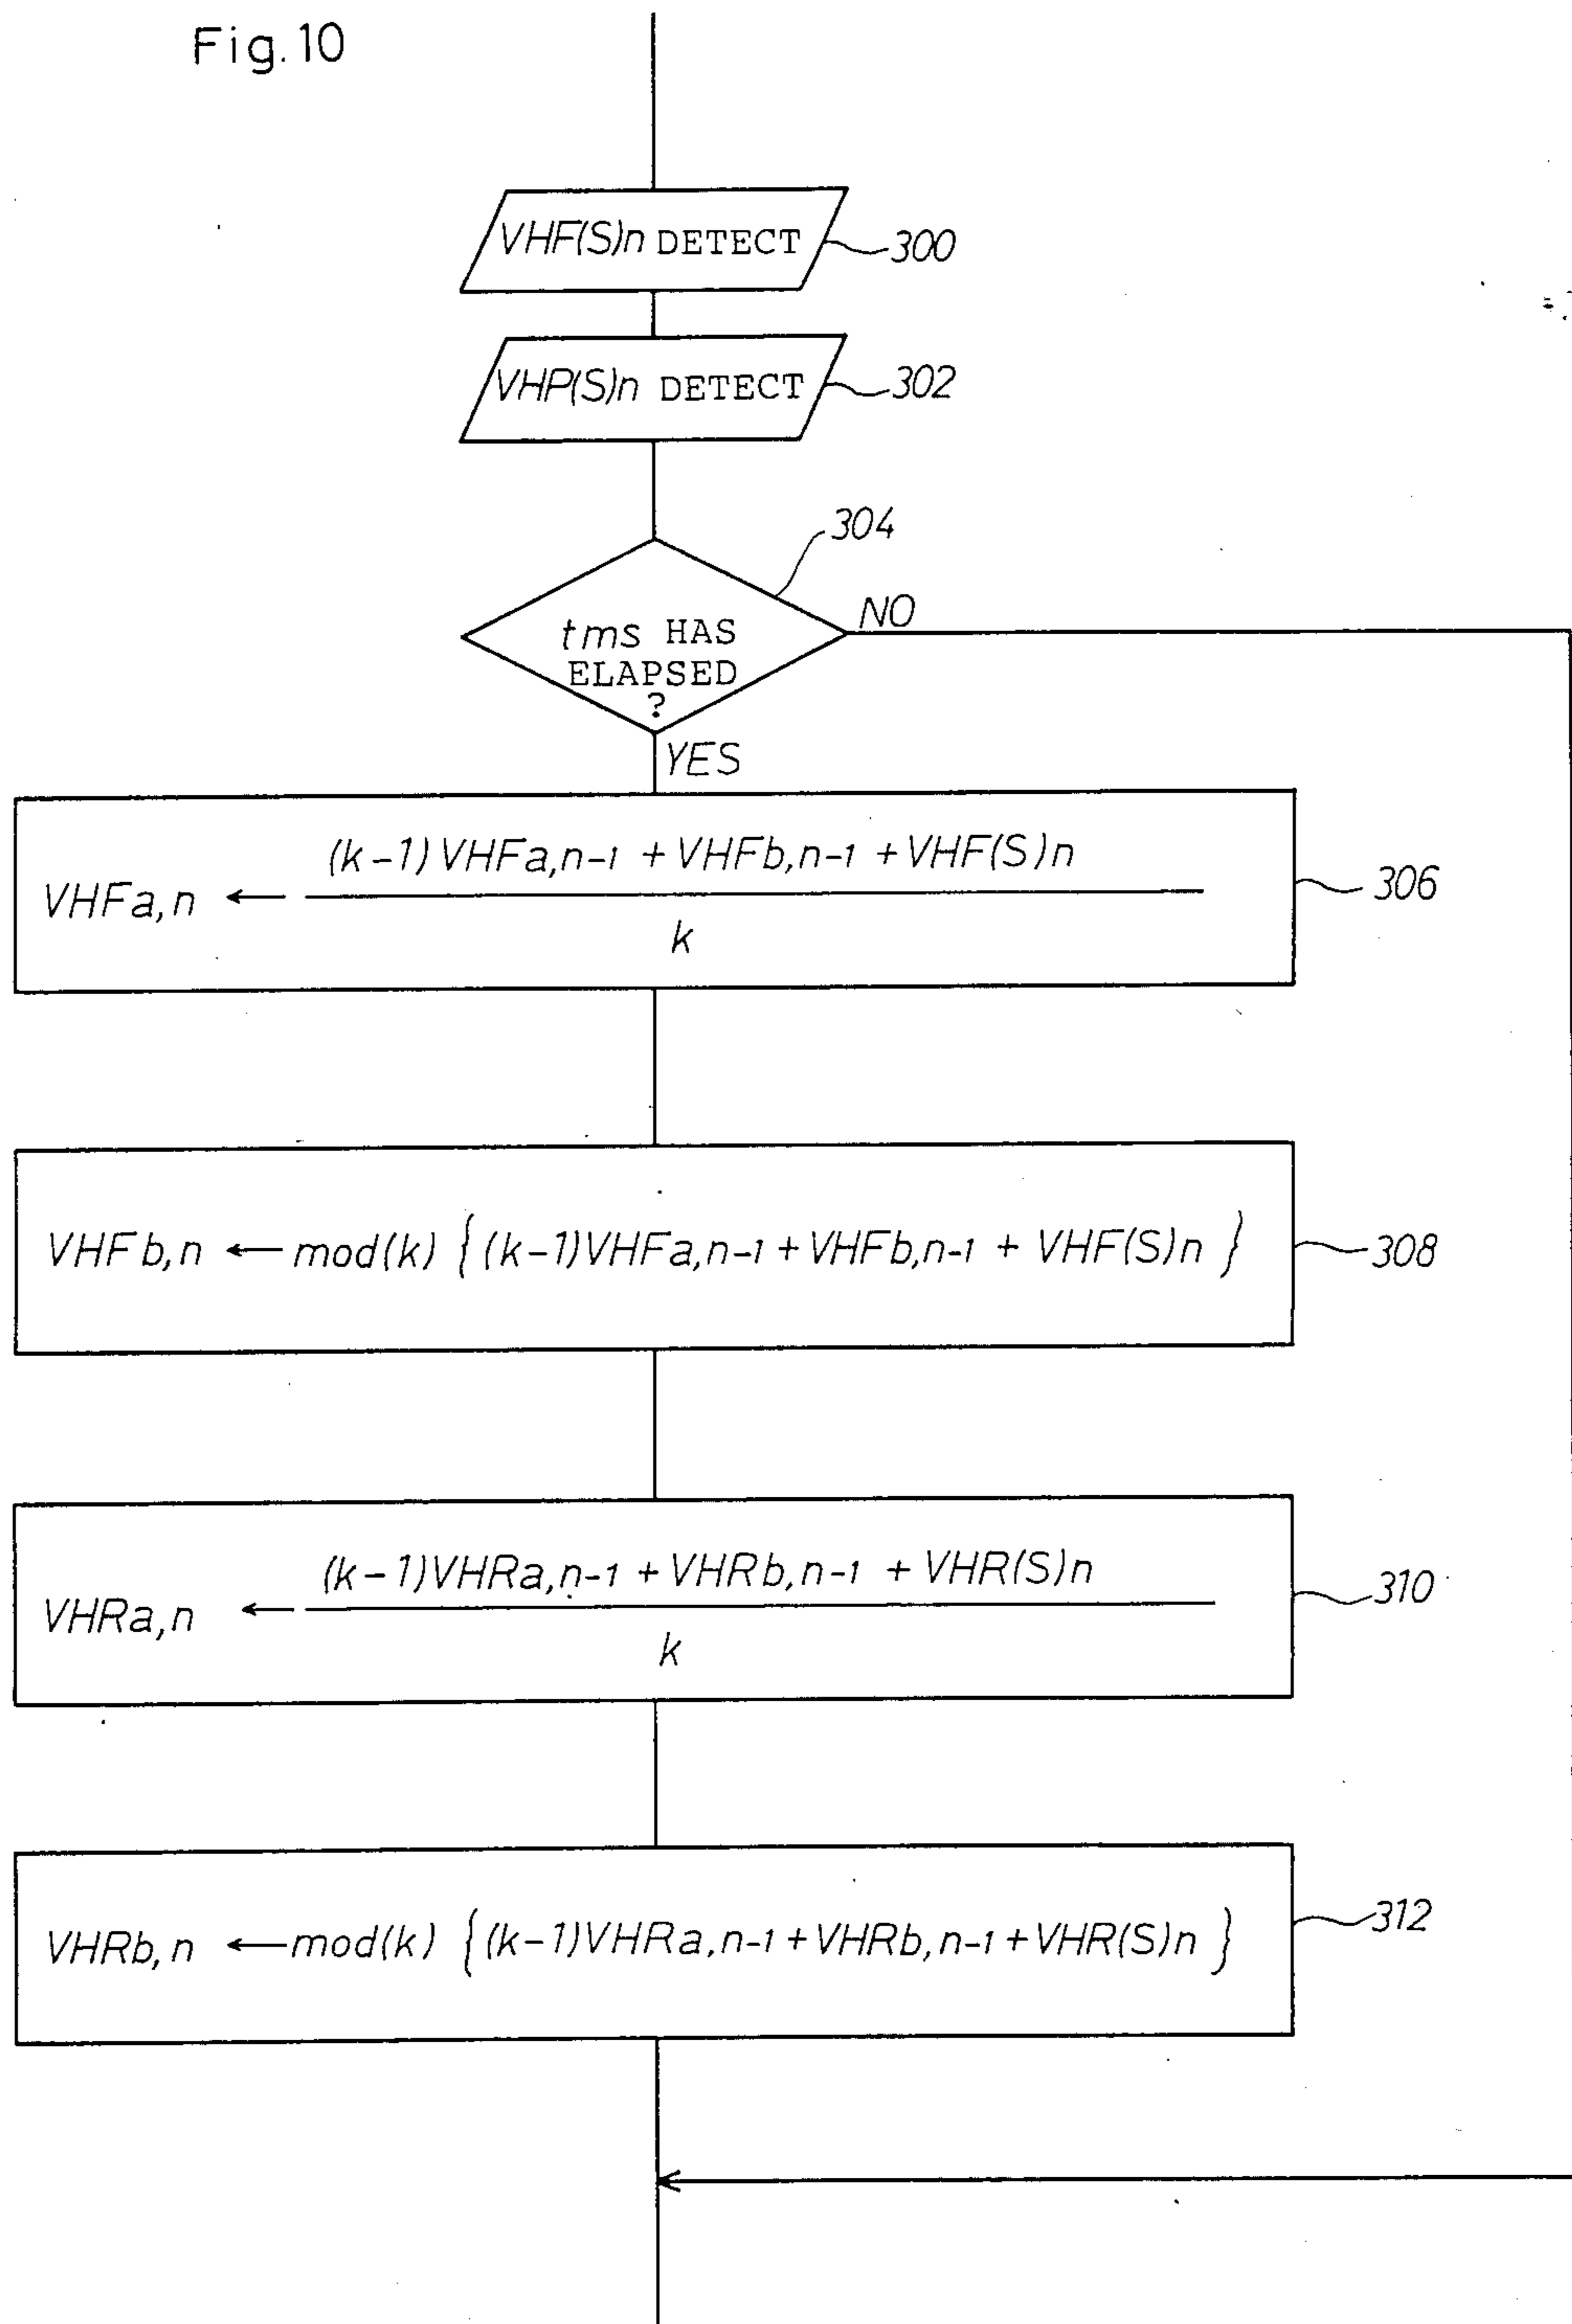 Fig.10
VHF(S)n DETECT
300
VHP(S)n DETECT
302
304
tms HAS
ELAPSED
?
NO
YES
(k-1)VHFa,n-1 + VHFb,n-1 + VHF(S)n
VHFa,n ←
k
306
VHFb,n ← mod(k) {(k-1)VHFa,n-1 + VHFb,n-1 + VHF(S)n}
308
(k-1)VHRa,n-1 + VHRb,n-1 + VHR(S)n
VHRa,n ←
k
310
VHRb,n ← mod(k) {(k-1)VHRa,n-1 + VHRb,n-1 + VHR(S)n}
312